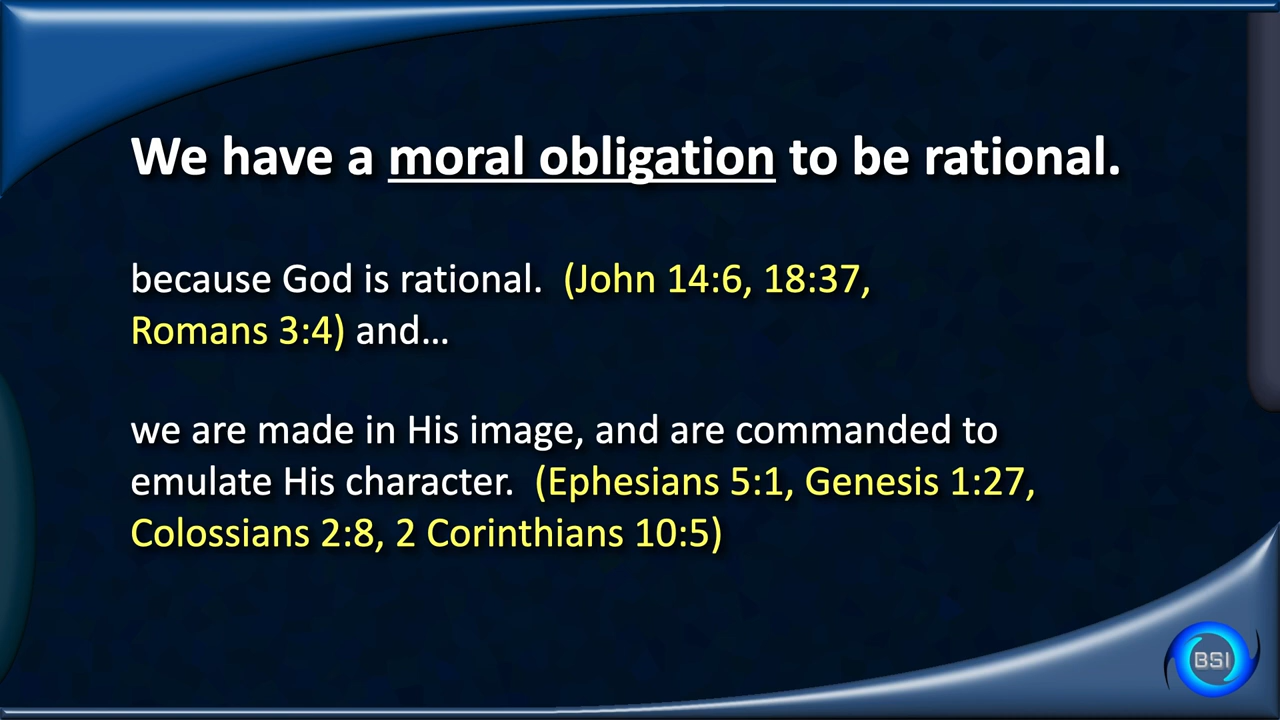 We have a moral obligation to be rational.
because God is rational. (John 14:6, 18:37,
Romans 3:4) and…
we are made in His image, and are commanded to
emulate His character. (Ephesians 5:1, Genesis 1:27,
Colossians 2:8, 2 Corinthians 10:5)
BSI